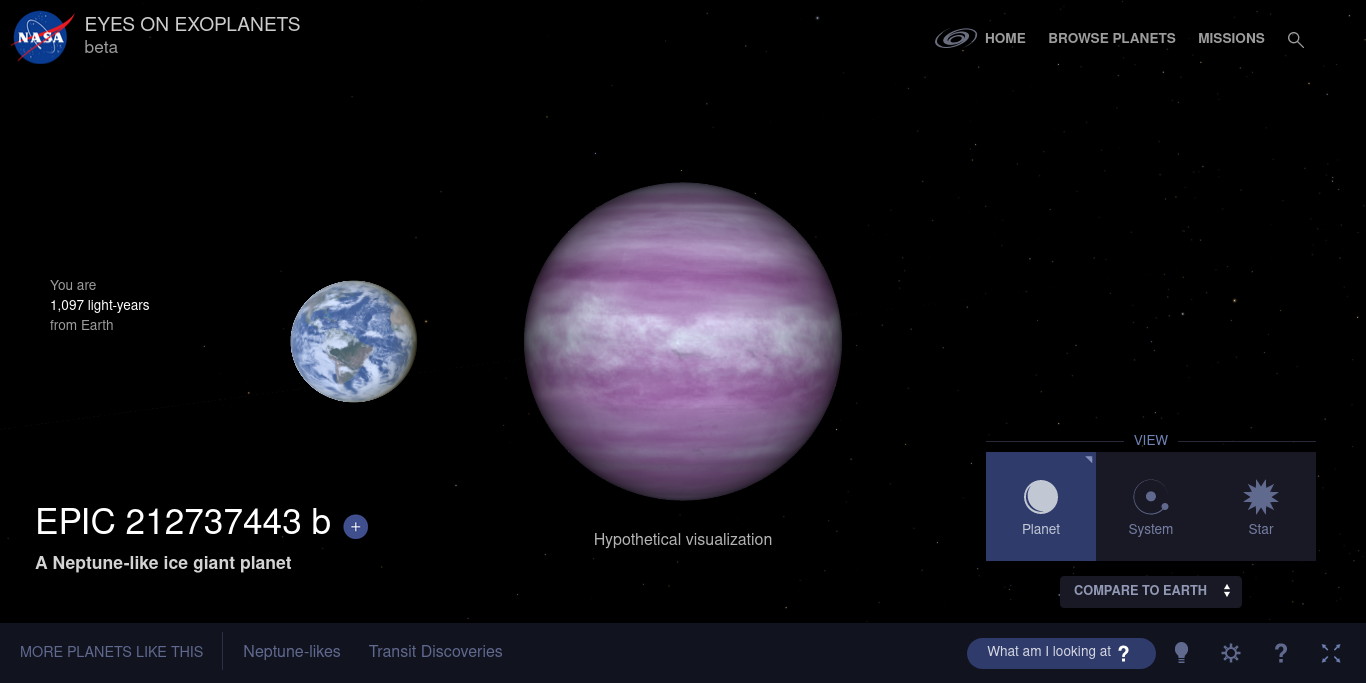 NASA
EYES ON EXOPLANETS
beta
HOME
BROWSE PLANETS
MISSIONS
You are
1,097 light-years
from Earth
EPIC 212737443 b +
A Neptune-like ice giant planet
Hypothetical visualization
VIEW
Planet
System
Star
COMPARE TO EARTH
MORE PLANETS LIKE THIS
Neptune-likes
Transit Discoveries
What am I looking at ?
?